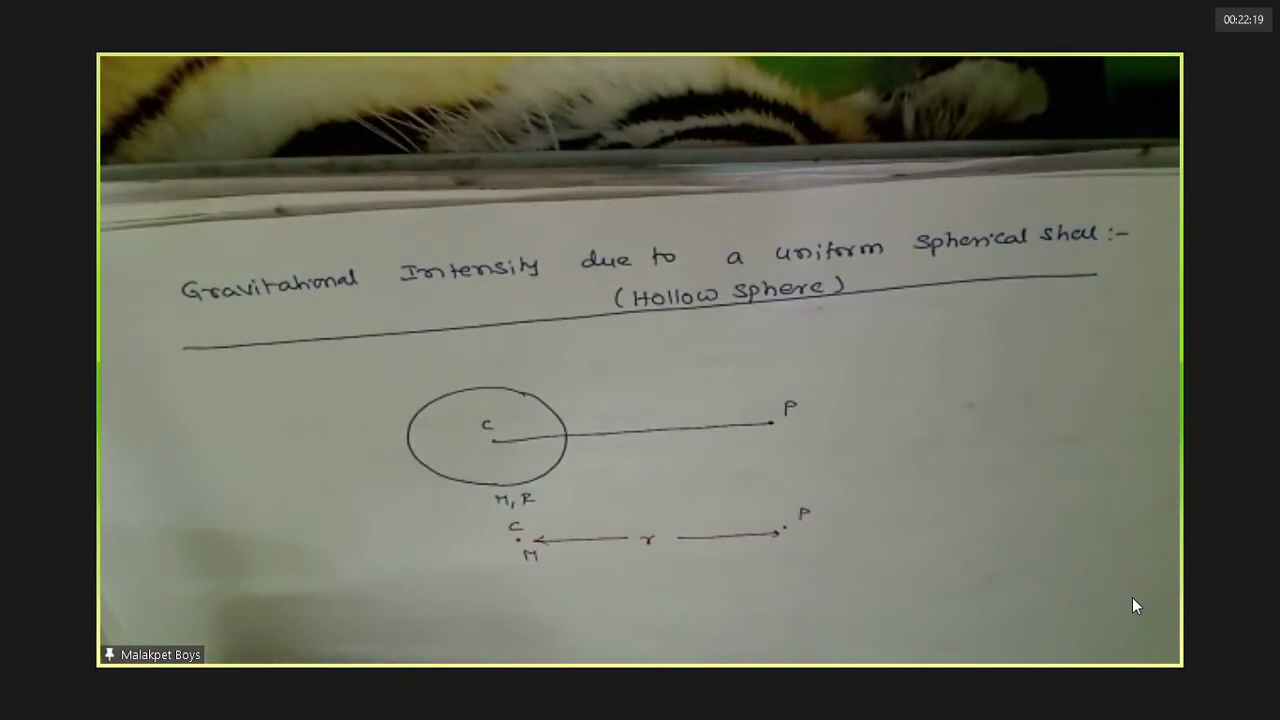 00:22:19
Gravitational Intensity due to a uniform spherical shell :-
(Hollow sphere)
C
P
M, R
C
P
r
M
Malakpet Boys